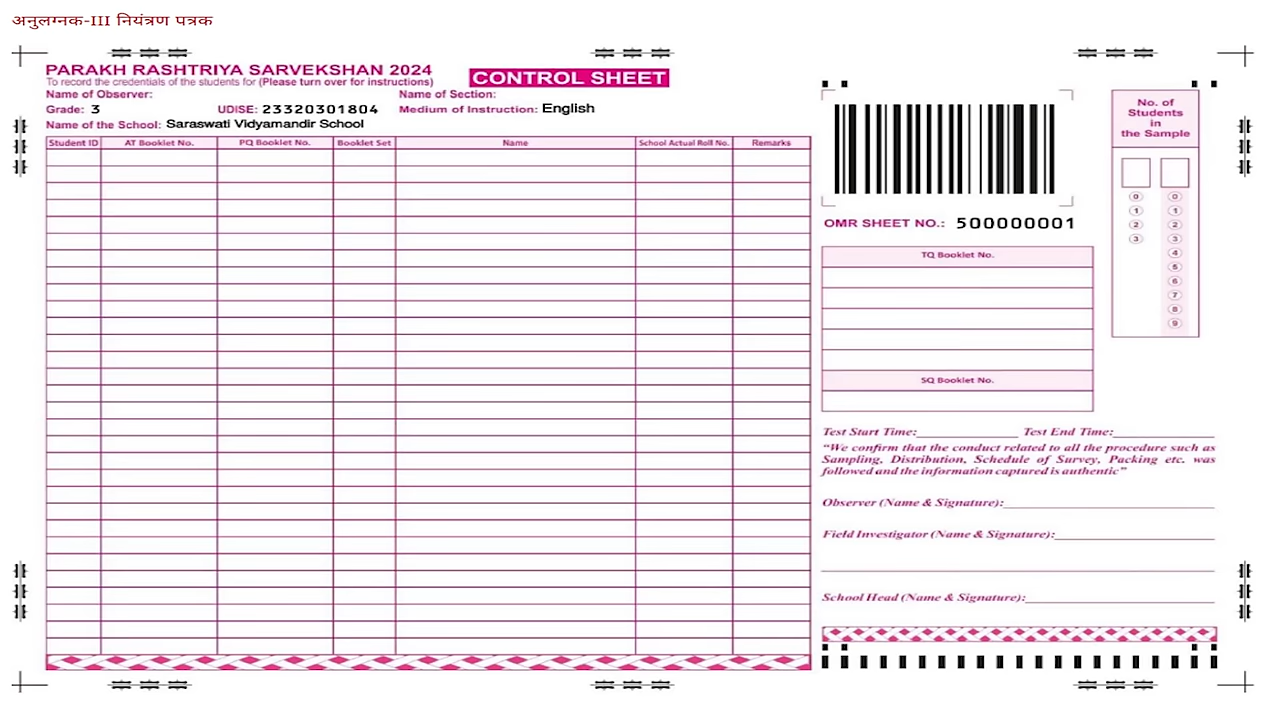 अनुलग्नक-III नियंत्रण पत्रक
PARAKH RASHTRIYA SARVEKSHAN 2024
CONTROL SHEET
To record the credentials of the students for (Please turn over for instructions)
Name of Observer: Name of Section:
Grade: 3 UDISE: 23320301804 Medium of Instruction: English
Name of the School: Saraswati Vidyamandir School
Student ID AT Booklet No. PQ Booklet No. Booklet Set Name School Actual Roll No. Remarks
OMR SHEET NO.: 500000001
TQ Booklet No.
SQ Booklet No.
No. of
Students
in
the Sample
0 0
1 1
2 2
3 3
4
5
6
7
8
9
Test Start Time: Test End Time:
“We confirm that the conduct related to all the procedure such as
Sampling, Distribution, Schedule of Survey, Packing etc. was
followed and the information captured is authentic”
Observer (Name & Signature):
Field Investigator (Name & Signature):
School Head (Name & Signature):